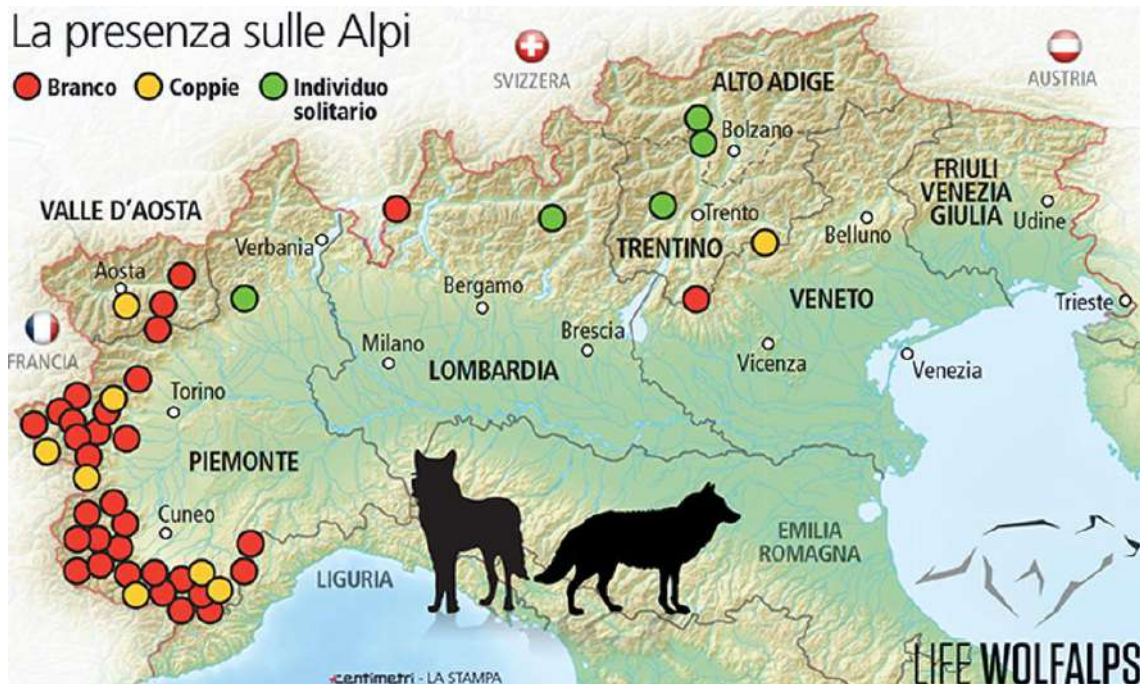 La presenza sulle Alpi
Branco
Coppie
Individuo
solitario
SVIZZERA
AUSTRIA
ALTO ADIGE
Bolzano
FRIULI
VENEZIA
GIULIA
Udine
VALLE D'AOSTA
Aosta
Verbania
Trento
TRENTINO
Belluno
Bergamo
VENETO
Trieste
FRANCIA
Milano
Brescia
LOMBARDIA
Vicenza
Venezia
Torino
PIEMONTE
Cuneo
LIGURIA
EMILIA
ROMAGNA
LIFE WOLFALPS
centimetri - LA STAMPA